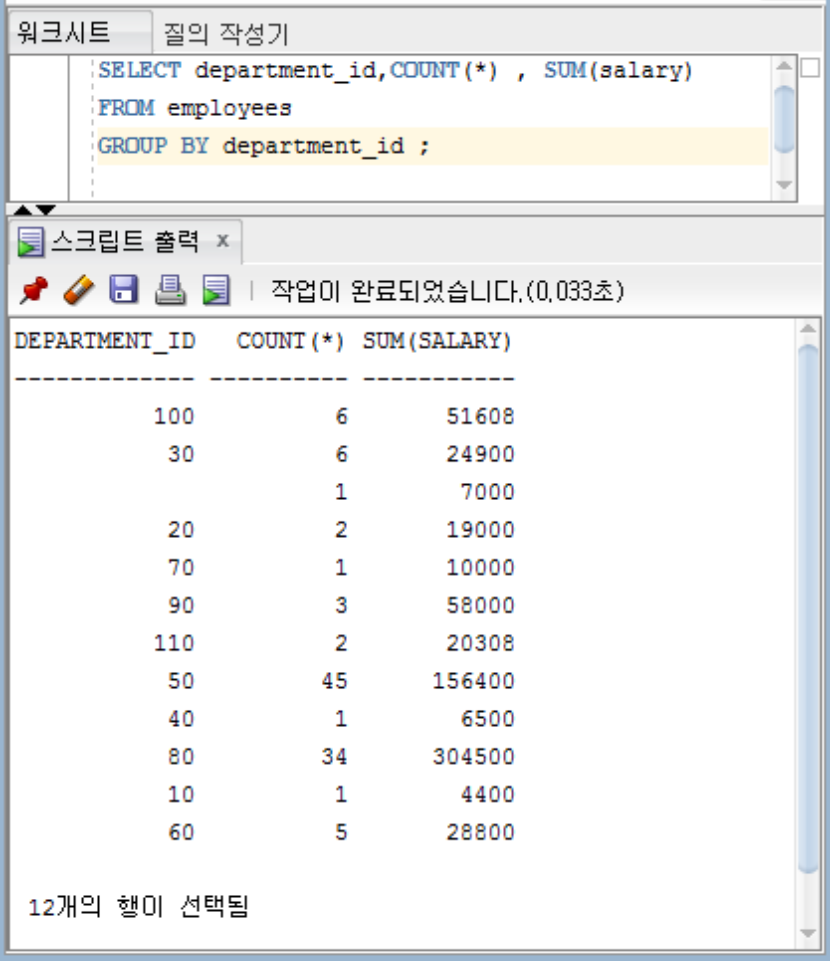 워크시트 질의 작성기
SELECT department_id,COUNT(*) , SUM(salary)
FROM employees
GROUP BY department_id ;
스크립트 출력 x
작업이 완료되었습니다.(0,033초)
DEPARTMENT_ID COUNT(*) SUM(SALARY)
------------- ---------- -----------
100 6 51608
30 6 24900
1 7000
20 2 19000
70 1 10000
90 3 58000
110 2 20308
50 45 156400
40 1 6500
80 34 304500
10 1 4400
60 5 28800
12개의 행이 선택됨